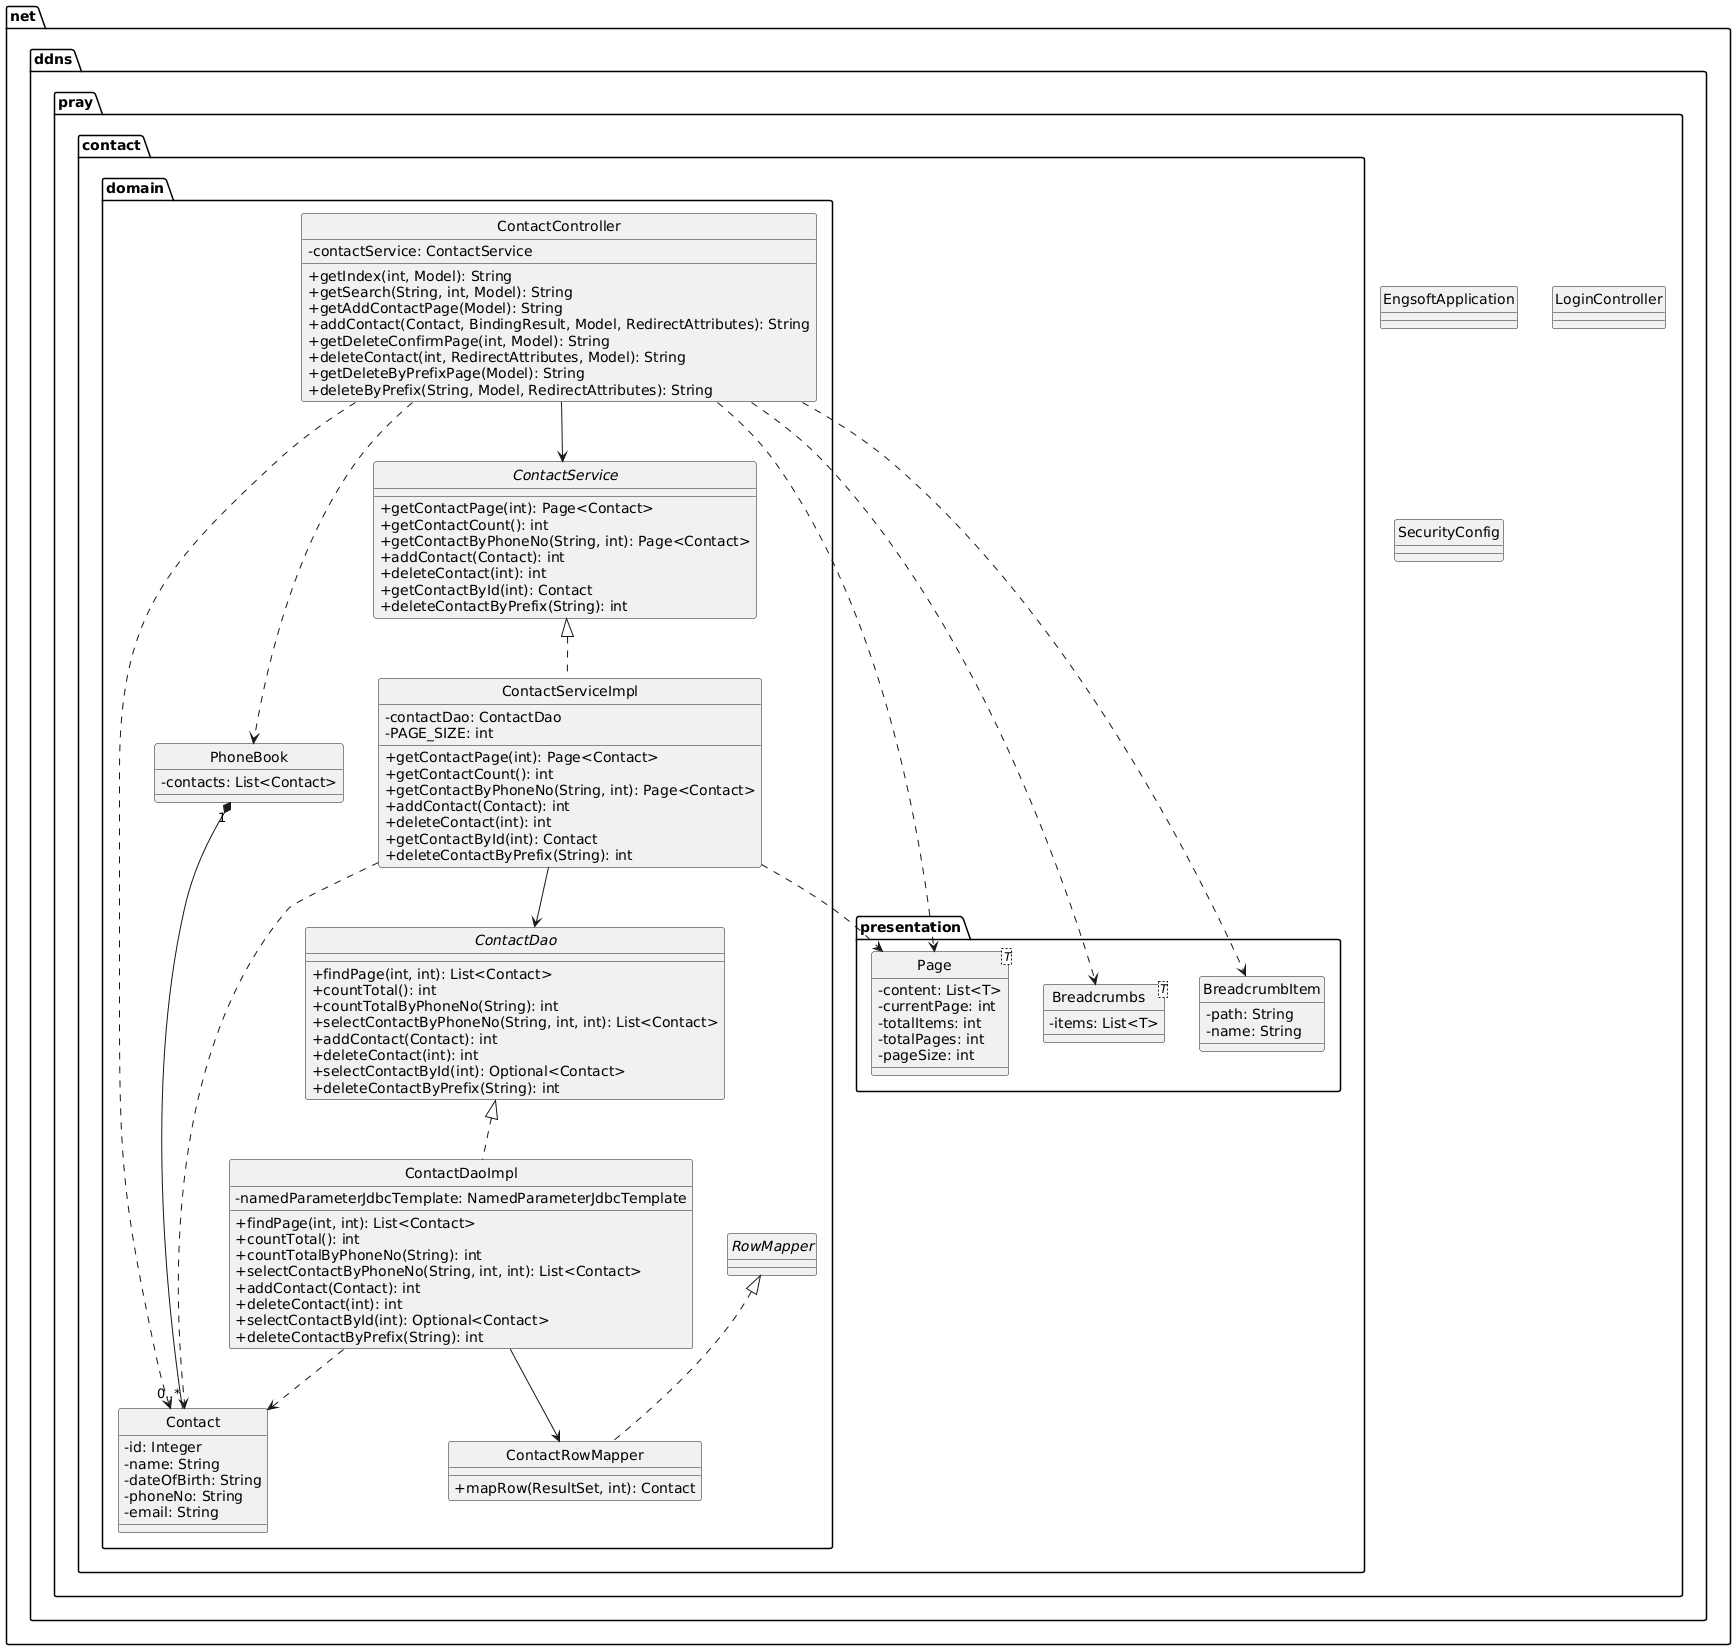 net
ddns
pray
contact
domain
ContactController
-contactService: ContactService
+getIndex(int, Model): String
+getSearch(String, int, Model): String
+getAddContactPage(Model): String
+addContact(Contact, BindingResult, Model, RedirectAttributes): String
+getDeleteConfirmPage(int, Model): String
+deleteContact(int, RedirectAttributes, Model): String
+getDeleteByPrefixPage(Model): String
+deleteByPrefix(String, Model, RedirectAttributes): String
EngsoftApplication
LoginController
ContactService
+getContactPage(int): Page<Contact>
+getContactCount(): int
+getContactByPhoneNo(String, int): Page<Contact>
+addContact(Contact): int
+deleteContact(int): int
+getContactById(int): Contact
+deleteContactByPrefix(String): int
SecurityConfig
ContactServiceImpl
-contactDao: ContactDao
-PAGE_SIZE: int
+getContactPage(int): Page<Contact>
+getContactCount(): int
+getContactByPhoneNo(String, int): Page<Contact>
+addContact(Contact): int
+deleteContact(int): int
+getContactById(int): Contact
+deleteContactByPrefix(String): int
PhoneBook
-contacts: List<Contact>
1
ContactDao
+findPage(int, int): List<Contact>
+countTotal(): int
+countTotalByPhoneNo(String): int
+selectContactByPhoneNo(String, int, int): List<Contact>
+addContact(Contact): int
+deleteContact(int): int
+selectContactById(int): Optional<Contact>
+deleteContactByPrefix(String): int
presentation
Page
T
-content: List<T>
-currentPage: int
-totalItems: int
-totalPages: int
-pageSize: int
Breadcrumbs
T
-items: List<T>
BreadcrumbItem
-path: String
-name: String
ContactDaoImpl
-namedParameterJdbcTemplate: NamedParameterJdbcTemplate
+findPage(int, int): List<Contact>
+countTotal(): int
+countTotalByPhoneNo(String): int
+selectContactByPhoneNo(String, int, int): List<Contact>
+addContact(Contact): int
+deleteContact(int): int
+selectContactById(int): Optional<Contact>
+deleteContactByPrefix(String): int
RowMapper
0..*
Contact
-id: Integer
-name: String
-dateOfBirth: String
-phoneNo: String
-email: String
ContactRowMapper
+mapRow(ResultSet, int): Contact